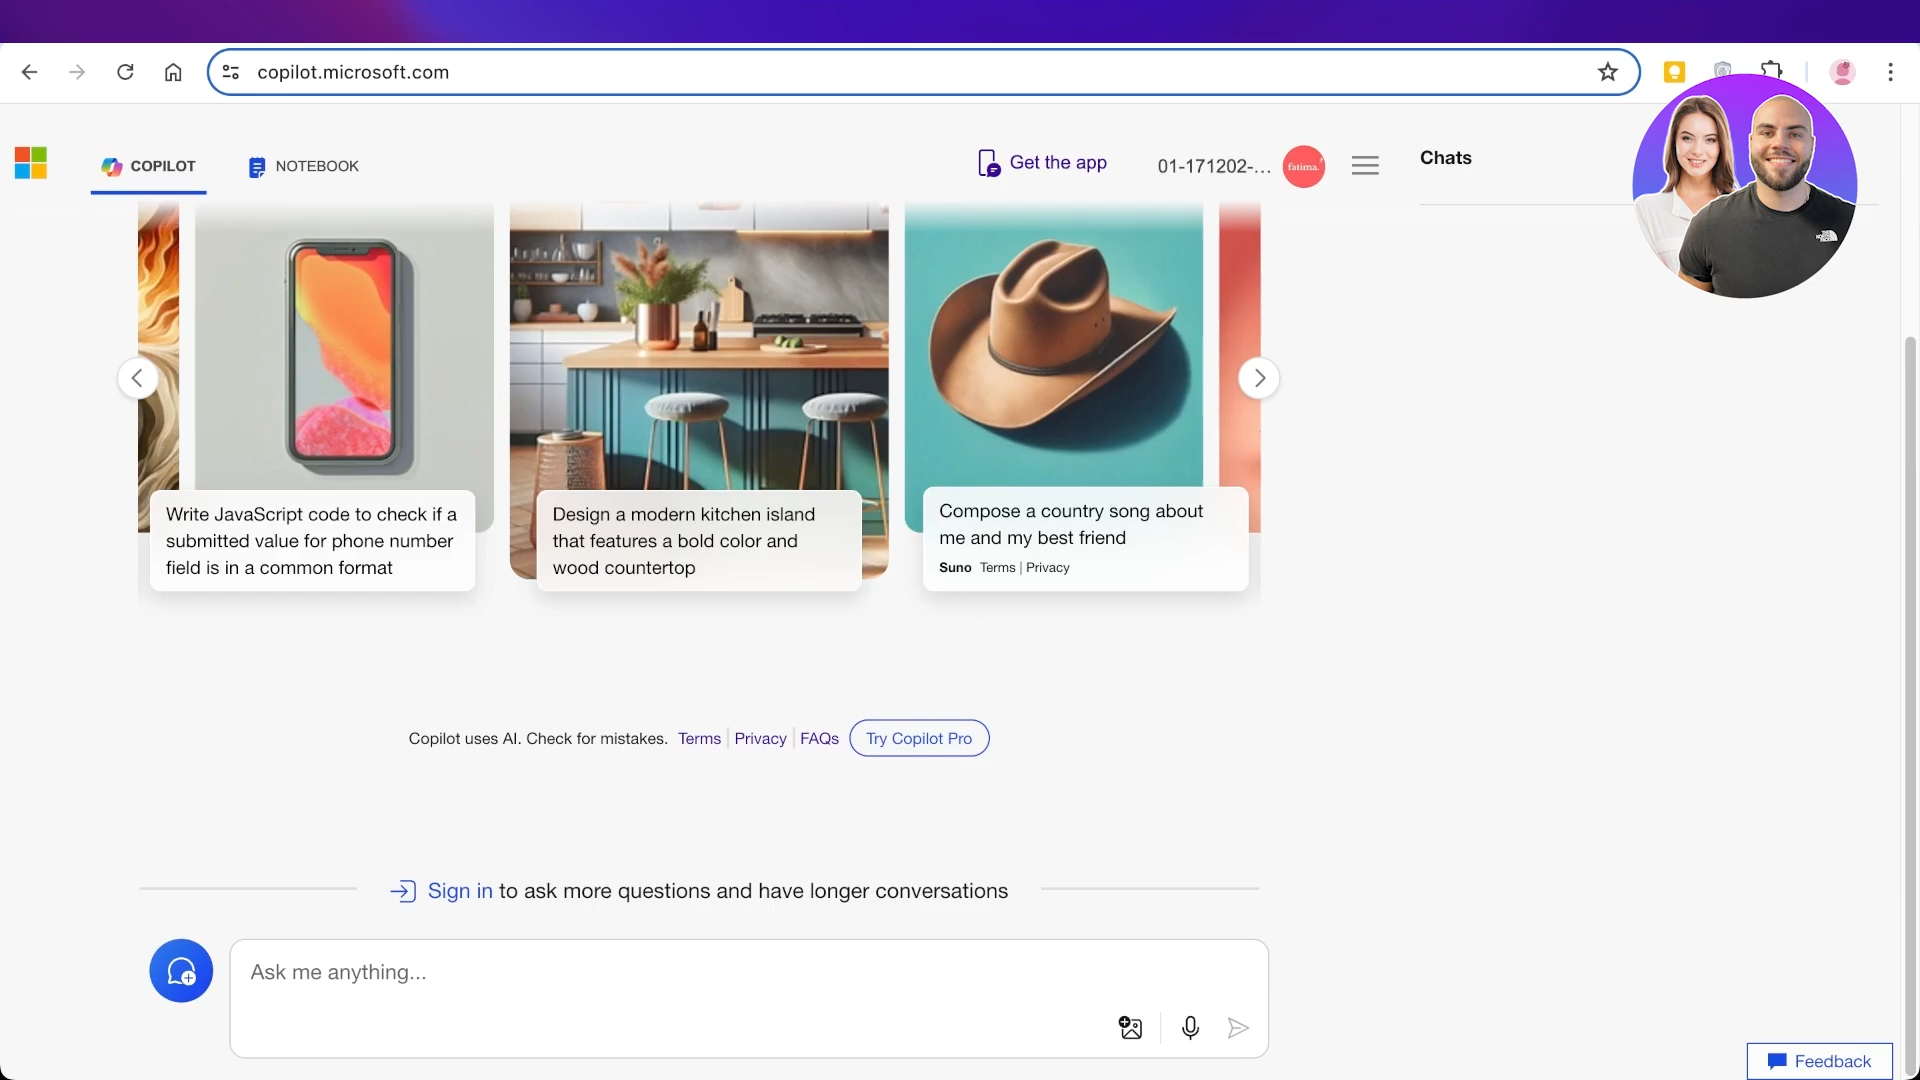 copilot.microsoft.com
COPILOT
NOTEBOOK
Get the app
01-171202-...
fatima.
Chats
THE NORTH FACE
Write JavaScript code to check if a
submitted value for phone number
field is in a common format
Design a modern kitchen island
that features a bold color and
wood countertop
Compose a country song about
me and my best friend
Suno Terms | Privacy
Copilot uses AI. Check for mistakes. Terms | Privacy | FAQs Try Copilot Pro
Sign in to ask more questions and have longer conversations
Ask me anything...
Feedback